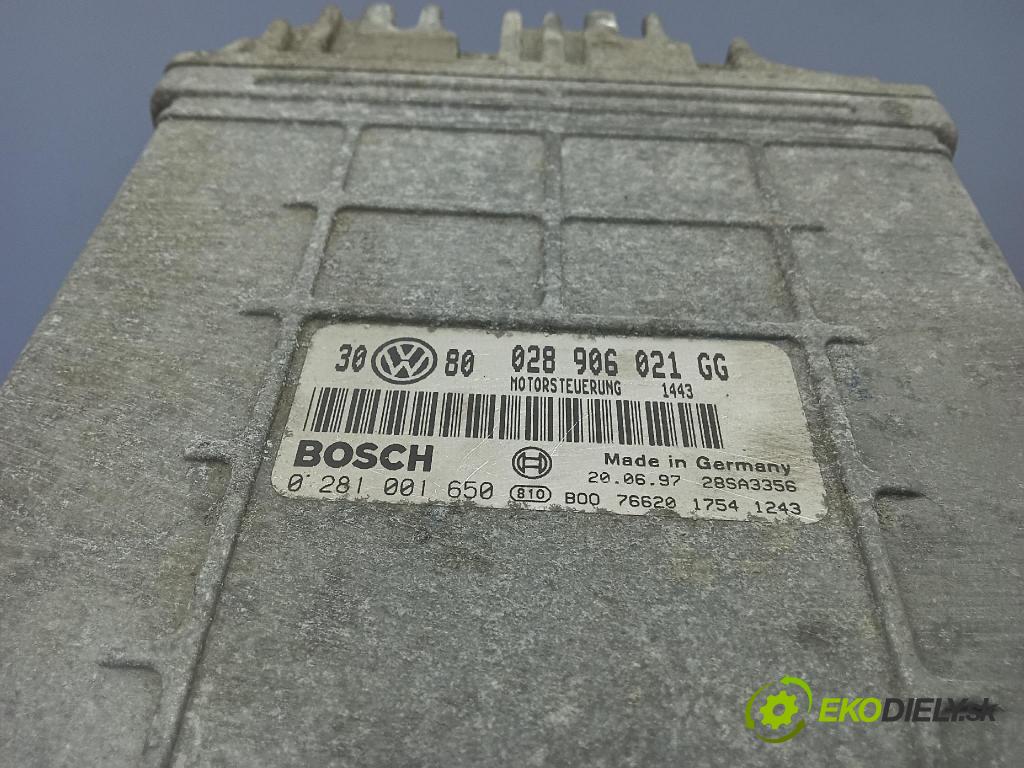 30 VW 80 028 906 021 GG
MOTORSTEUERUNG 1443
BOSCH Made in Germany
20.06.97 28SA3356
0 281 001 650 810 B00 76620 1754 1243
EKODIELY.sk